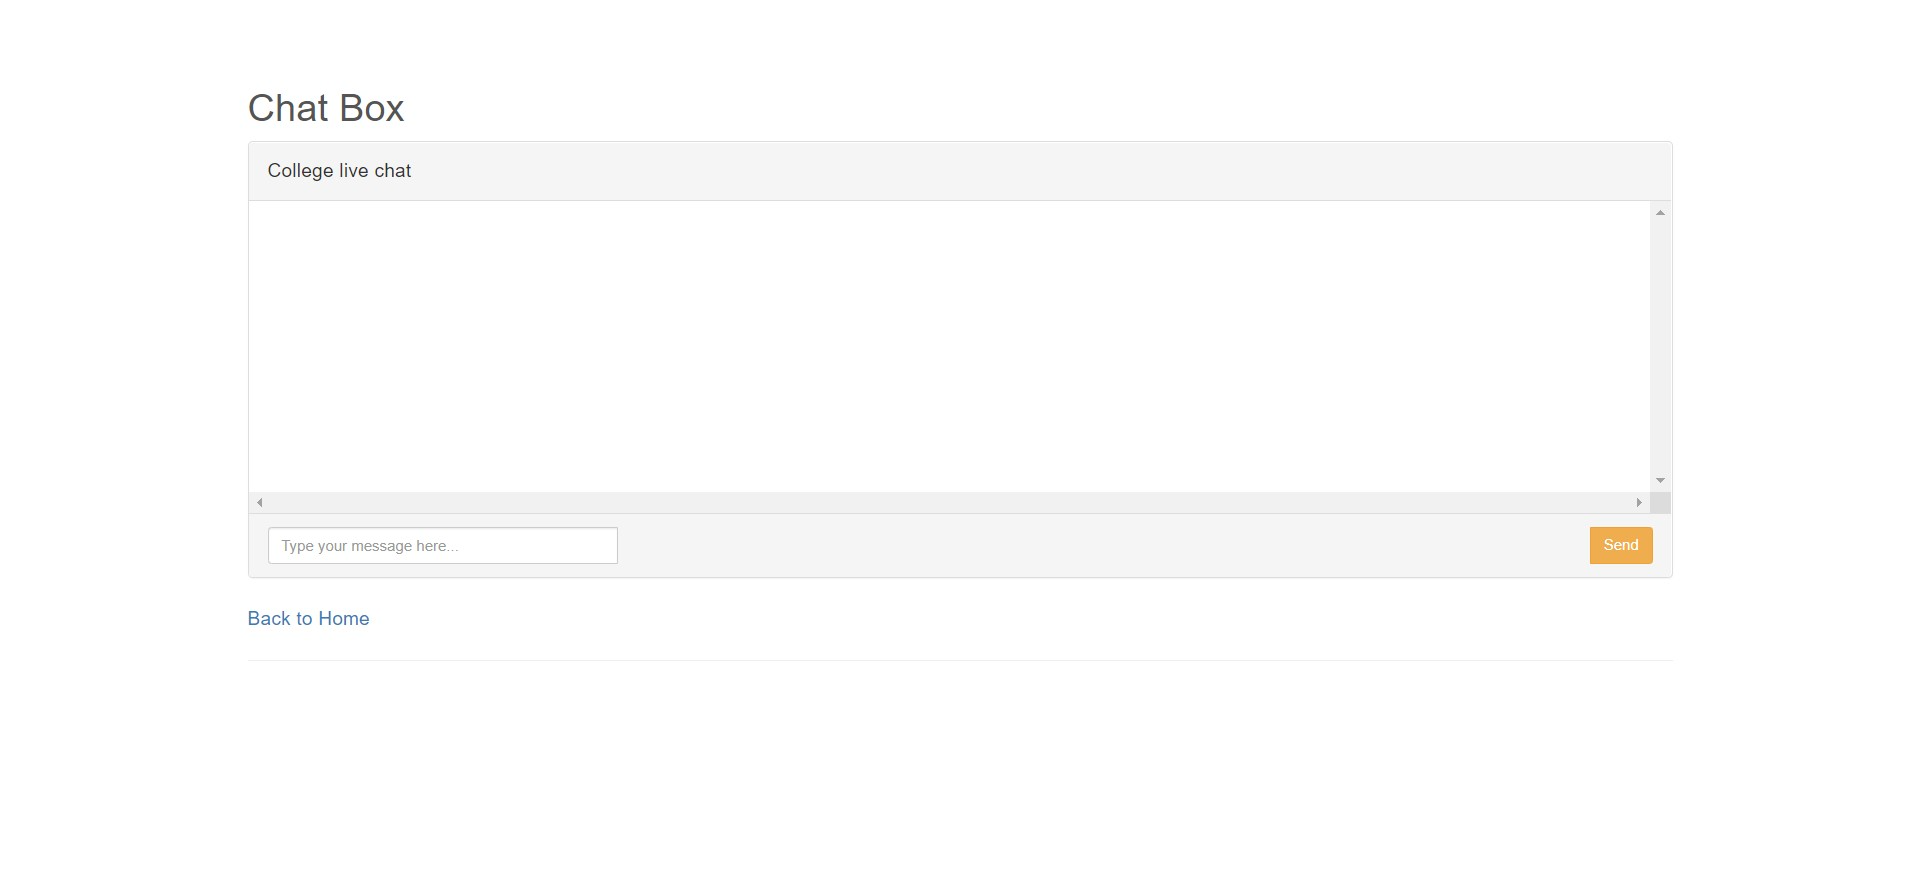 Chat Box
College live chat
Type your message here...
Send
Back to Home